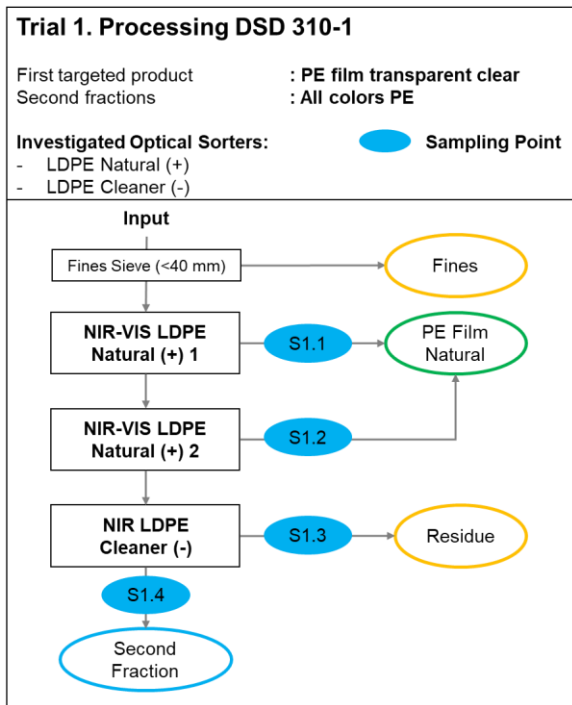 Trial 1. Processing DSD 310-1
First targeted product : PE film transparent clear
Second fractions : All colors PE
Investigated Optical Sorters:
Sampling Point
- LDPE Natural (+)
- LDPE Cleaner (-)
Input
Fines Sieve (<40 mm)
Fines
NIR-VIS LDPE
Natural (+) 1
S1.1
PE Film
Natural
NIR-VIS LDPE
Natural (+) 2
S1.2
NIR LDPE
Cleaner (-)
S1.3
Residue
S1.4
Second
Fraction